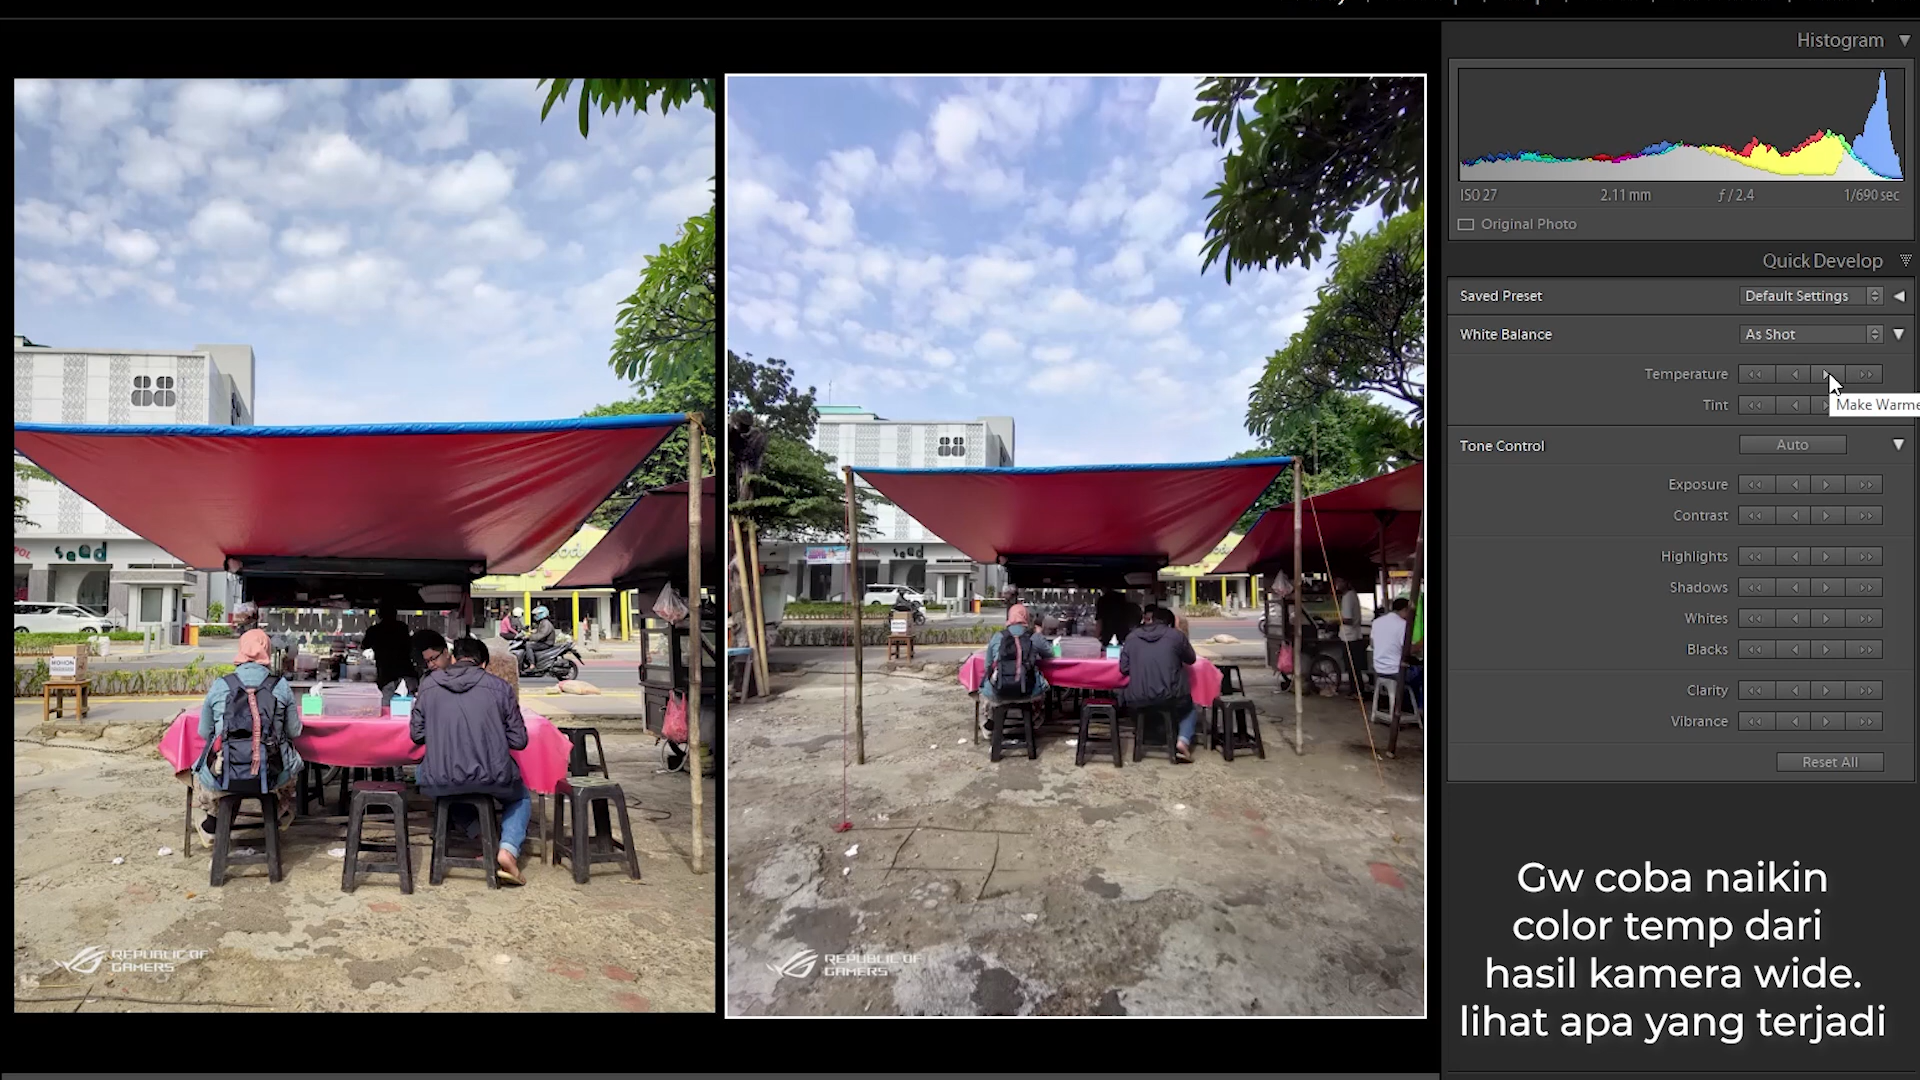 Histogram
ISO 27 2.11 mm ƒ / 2.4 1/690 sec
Original Photo
Quick Develop
Saved Preset Default Settings
White Balance As Shot
Temperature
Make Warme
Tint
Tone Control Auto
Exposure
Contrast
Highlights
Shadows
Whites
Blacks
Clarity
Vibrance
Reset All
Gw coba naikin
color temp dari
hasil kamera wide.
lihat apa yang terjadi
88
88
MOHON
REPUBLIC OF
GAMERS
REPUBLIC OF
GAMERS